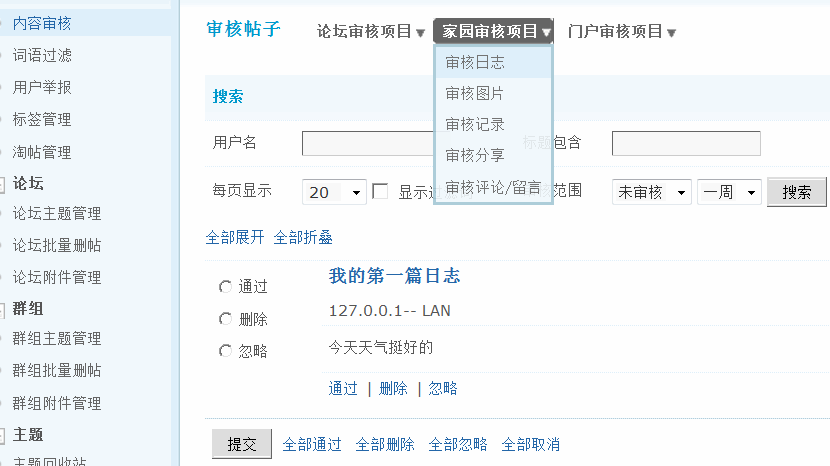 内容审核
词语过滤
用户举报
标签管理
淘帖管理
论坛
论坛主题管理
论坛批量删帖
论坛附件管理
群组
群组主题管理
群组批量删帖
群组附件管理
主题
主题回收站
审核帖子 论坛审核项目▼ 家园审核项目▼ 门户审核项目▼
审核日志
审核图片
审核记录
审核分享
审核评论/留言
搜索
用户名 标题包含
每页显示 20 显示过 范围 未审核 一周 搜索
全部展开 全部折叠
通过
删除
忽略
我的第一篇日志
127.0.0.1-- LAN
今天天气挺好的
通过 | 删除 | 忽略
提交 全部通过 全部删除 全部忽略 全部取消